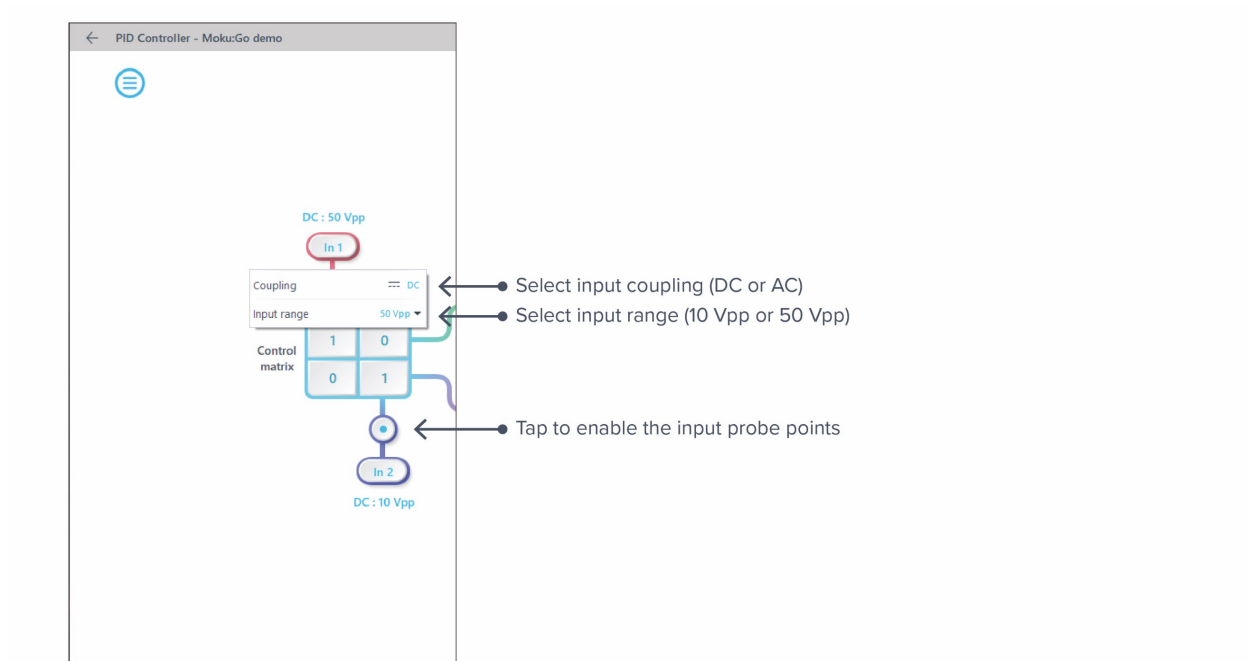 PID Controller - Moku:Go demo
DC : 50 Vpp
In 1
Coupling DC
Select input coupling (DC or AC)
Input range 50 Vpp
Select input range (10 Vpp or 50 Vpp)
Control
matrix
1 0
0 1
Tap to enable the input probe points
In 2
DC : 10 Vpp